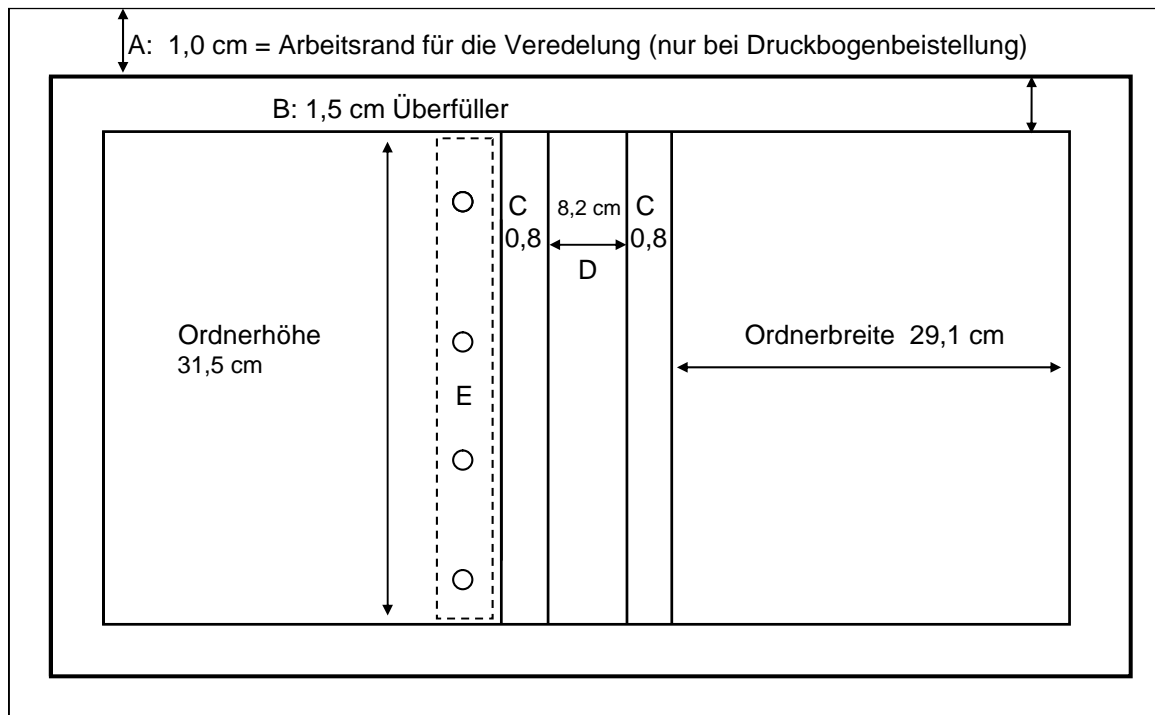 A: 1,0 cm = Arbeitsrand für die Veredelung (nur bei Druckbogenbeistellung)
B: 1,5 cm Überfüller
C 8,2 cm C
0,8 0,8
D
Ordnerhöhe Ordnerbreite 29,1 cm
31,5 cm
E